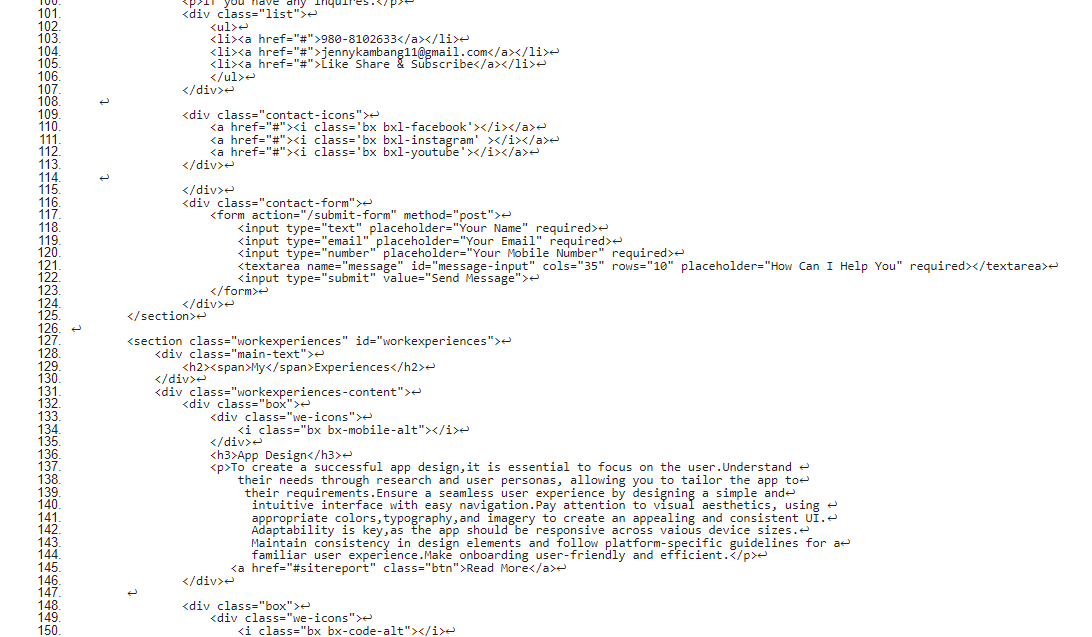 100. <p>If you have any inquires.</p>↩
101. <div class="list">↩
102. <ul>↩
103. <li><a href="#">980-8102633</a></li>↩
104. <li><a href="#">jennykambang11@gmail.com</a></li>↩
105. <li><a href="#">Like Share & Subscribe</a></li>↩
106. </ul>↩
107. </div>↩
108. ↩
109. <div class="contact-icons">↩
110. <a href="#"><i class='bx bxl-facebook'></i></a>↩
111. <a href="#"><i class='bx bxl-instagram' ></i></a>↩
112. <a href="#"><i class='bx bxl-youtube'></i></a>↩
113. </div>↩
114. ↩
115. </div>↩
116. <div class="contact-form">↩
117. <form action="/submit-form" method="post">↩
118. <input type="text" placeholder="Your Name" required>↩
119. <input type="email" placeholder="Your Email" required>↩
120. <input type="number" placeholder="Your Mobile Number" required>↩
121. <textarea name="message" id="message-input" cols="35" rows="10" placeholder="How Can I Help You" required></textarea>↩
122. <input type="submit" value="Send Message">↩
123. </form>↩
124. </div>↩
125. </section>↩
126. ↩
127. <section class="workexperiences" id="workexperiences">↩
128. <div class="main-text">↩
129. <h2><span>My</span>Experiences</h2>↩
130. </div>↩
131. <div class="workexperiences-content">↩
132. <div class="box">↩
133. <div class="we-icons">↩
134. <i class="bx bx-mobile-alt"></i>↩
135. </div>↩
136. <h3>App Design</h3>↩
137. <p>To create a successful app design,it is essential to focus on the user.Understand ↩
138. their needs through research and user personas, allowing you to tailor the app to↩
139. their requirements.Ensure a seamless user experience by designing a simple and↩
140. intuitive interface with easy navigation.Pay attention to visual aesthetics, using ↩
141. appropriate colors,typography,and imagery to create an appealing and consistent UI.↩
142. Adaptability is key,as the app should be responsive across vaious device sizes.↩
143. Maintain consistency in design elements and follow platform-specific guidelines for a↩
144. familiar user experience.Make onboarding user-friendly and efficient.</p>↩
145. <a href="#sitereport" class="btn">Read More</a>↩
146. </div>↩
147. ↩
148. <div class="box">↩
149. <div class="we-icons">↩
150. <i class="bx bx-code-alt"></i>↩